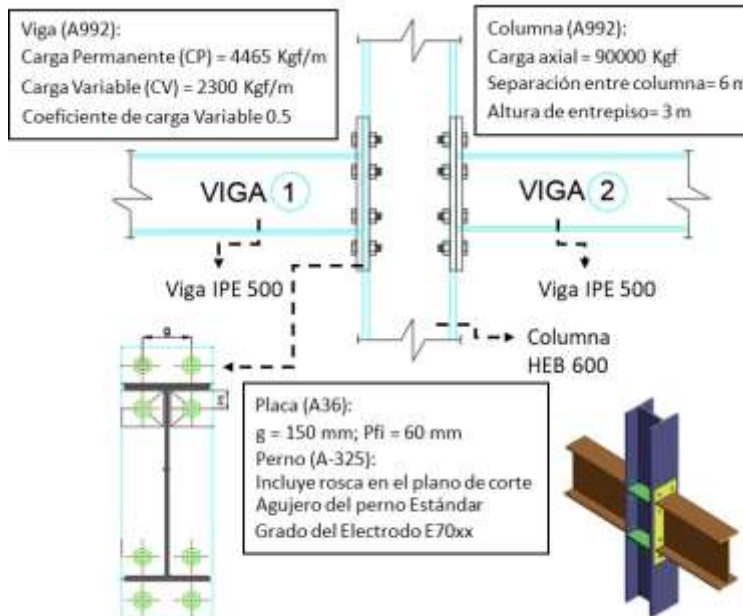 Viga (A992):
Carga Permanente (CP) = 4465 Kgf/m
Carga Variable (CV) = 2300 Kgf/m
Coeficiente de carga Variable 0.5
Columna (A992):
Carga axial = 90000 Kgf
Separación entre columna= 6 m
Altura de entrepiso= 3 m
VIGA 1
VIGA 2
Viga IPE 500
Viga IPE 500
Columna
HEB 600
g
Placa (A36):
g = 150 mm; Pfi = 60 mm
Perno (A-325):
Incluye rosca en el plano de corte
Agujero del perno Estándar
Grado del Electrodo E70xx